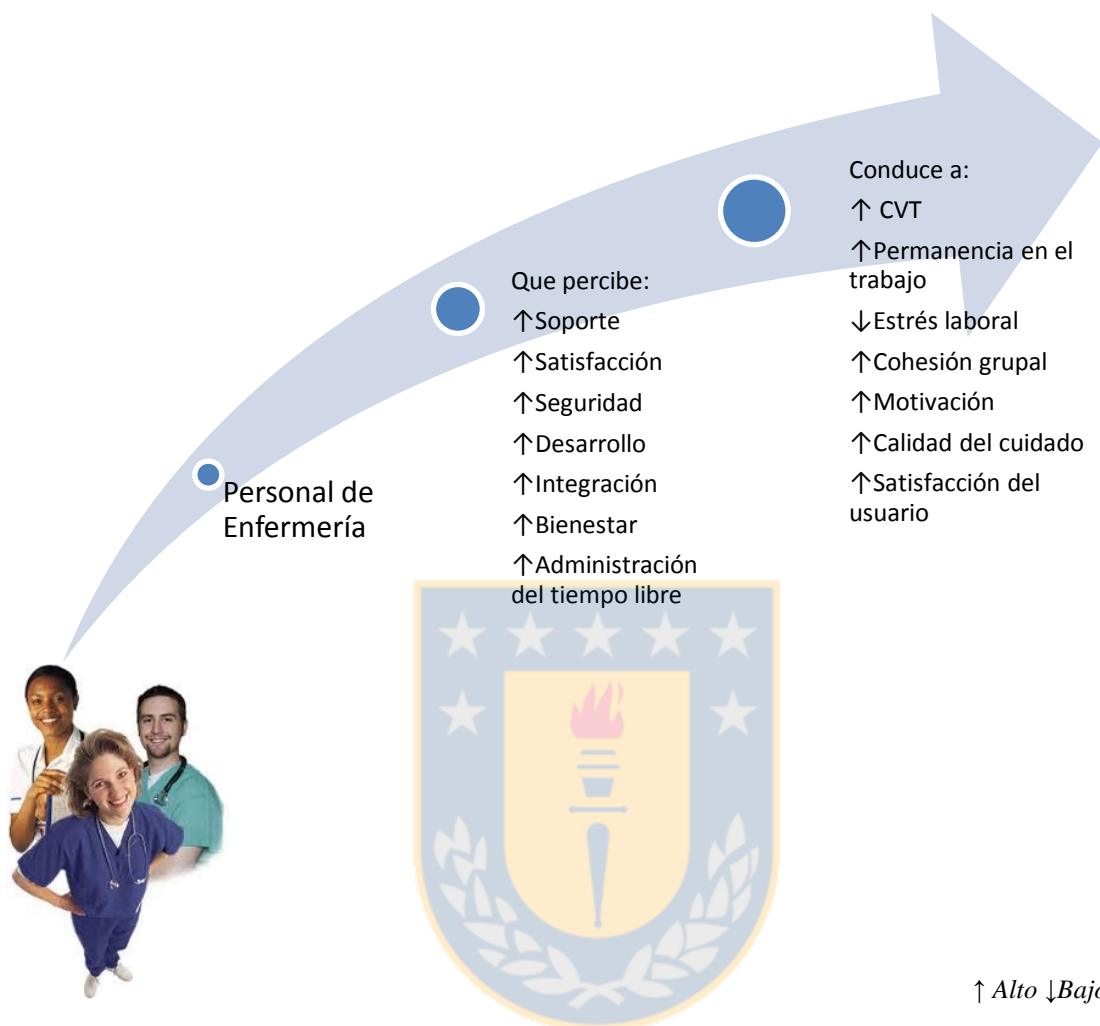 Personal de
Enfermería
Que percibe:
↑Soporte
↑Satisfacción
↑Seguridad
↑Desarrollo
↑Integración
↑Bienestar
↑Administración
del tiempo libre
Conduce a:
↑ CVT
↑Permanencia en el
trabajo
↓Estrés laboral
↑Cohesión grupal
↑Motivación
↑Calidad del cuidado
↑Satisfacción del
usuario
↑ Alto ↓Bajo